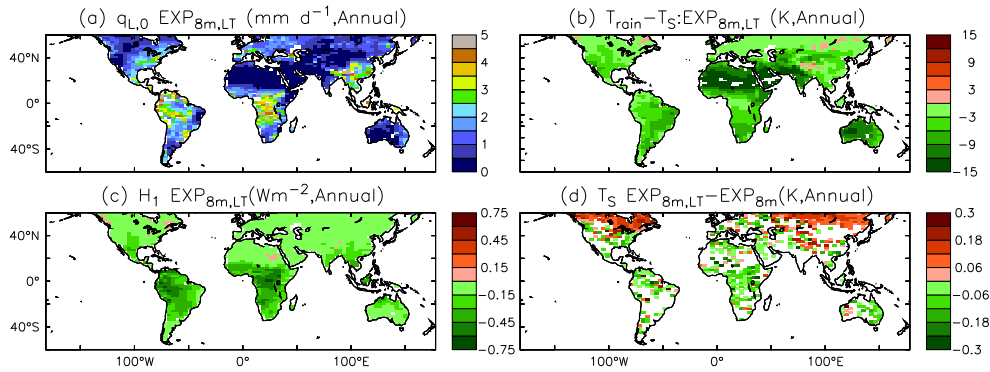 (a) q_L,0 EXP_8m,LT (mm d⁻¹,Annual)
(b) T_rain−T_S:EXP_8m,LT (K,Annual)
40°N
0°
40°S
5
4
3
2
1
0
15
9
3
−3
−9
−15
(c) H_1 EXP_8m,LT(Wm⁻²,Annual)
(d) T_S EXP_8m,LT−EXP_8m(K,Annual)
40°N
0°
40°S
100°W
0°
100°E
0.75
0.45
0.15
−0.15
−0.45
−0.75
100°W
0°
100°E
0.3
0.18
0.06
−0.06
−0.18
−0.3